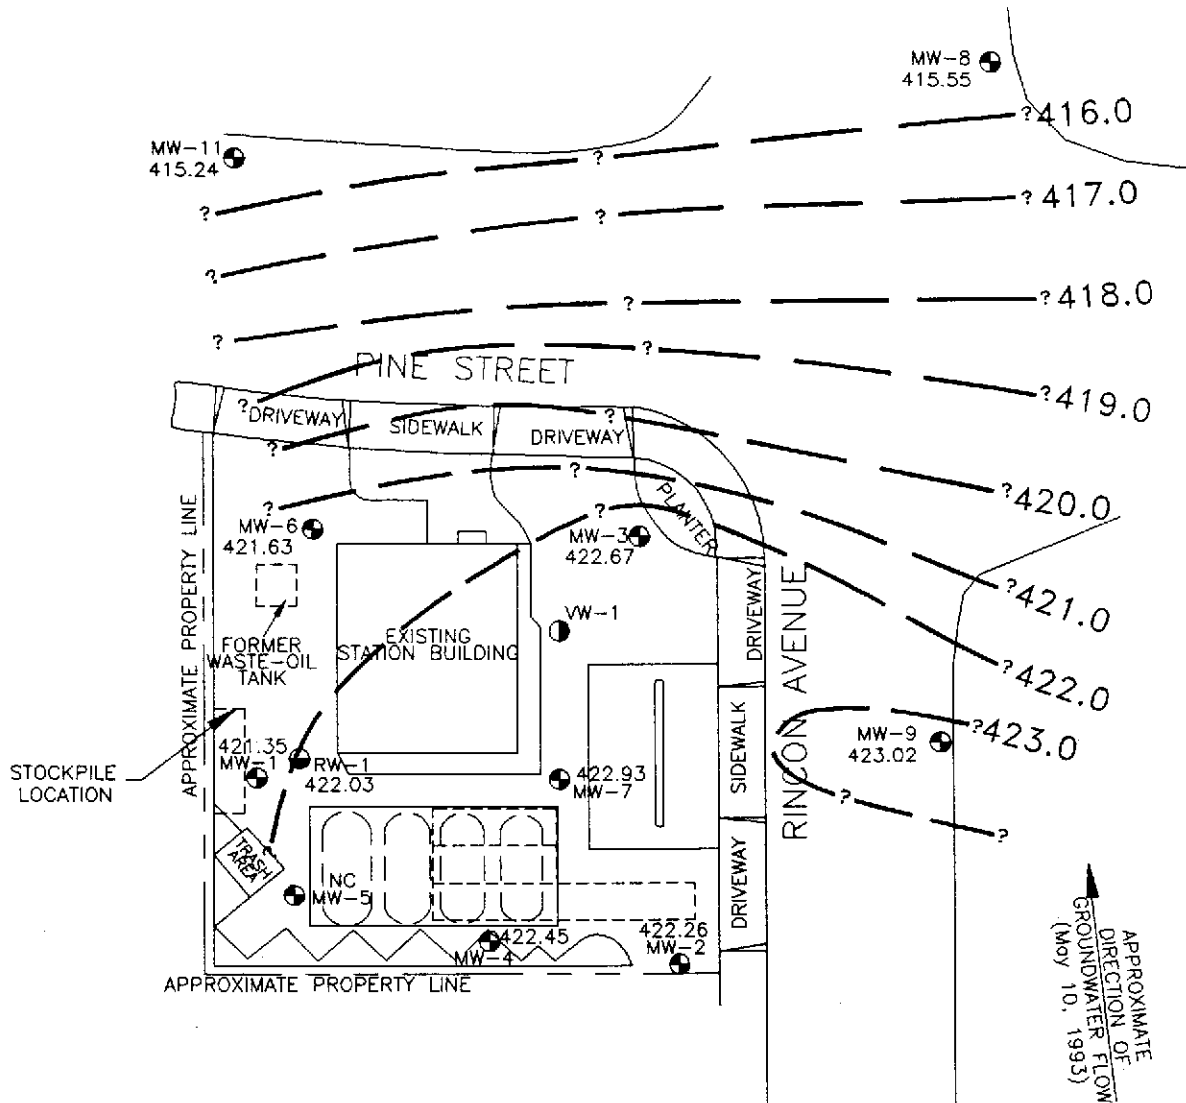 MW-8
415.55
?416.0
MW-11
415.24
?
?
?417.0
?
?
?418.0
?
?
PINE STREET
?
?419.0
?
DRIVEWAY
SIDEWALK
DRIVEWAY
?
?
?420.0
?
?
PLANTER
?
MW-6
421.63
MW-3
422.67
?421.0
APPROXIMATE PROPERTY LINE
FORMER
WASTE-OIL
TANK
EXISTING
STATION BUILDING
VW-1
DRIVEWAY
RINCON AVENUE
?422.0
STOCKPILE
LOCATION
421.35
MW-1
RW-1
422.03
422.93
MW-7
SIDEWALK
MW-9
423.02
?423.0
?
?
?
TRASH
AREA
NC
MW-5
DRIVEWAY
422.45
MW-4
422.26
MW-2
APPROXIMATE PROPERTY LINE
APPROXIMATE
DIRECTION OF
GROUNDWATER FLOW
(May 10, 1993)